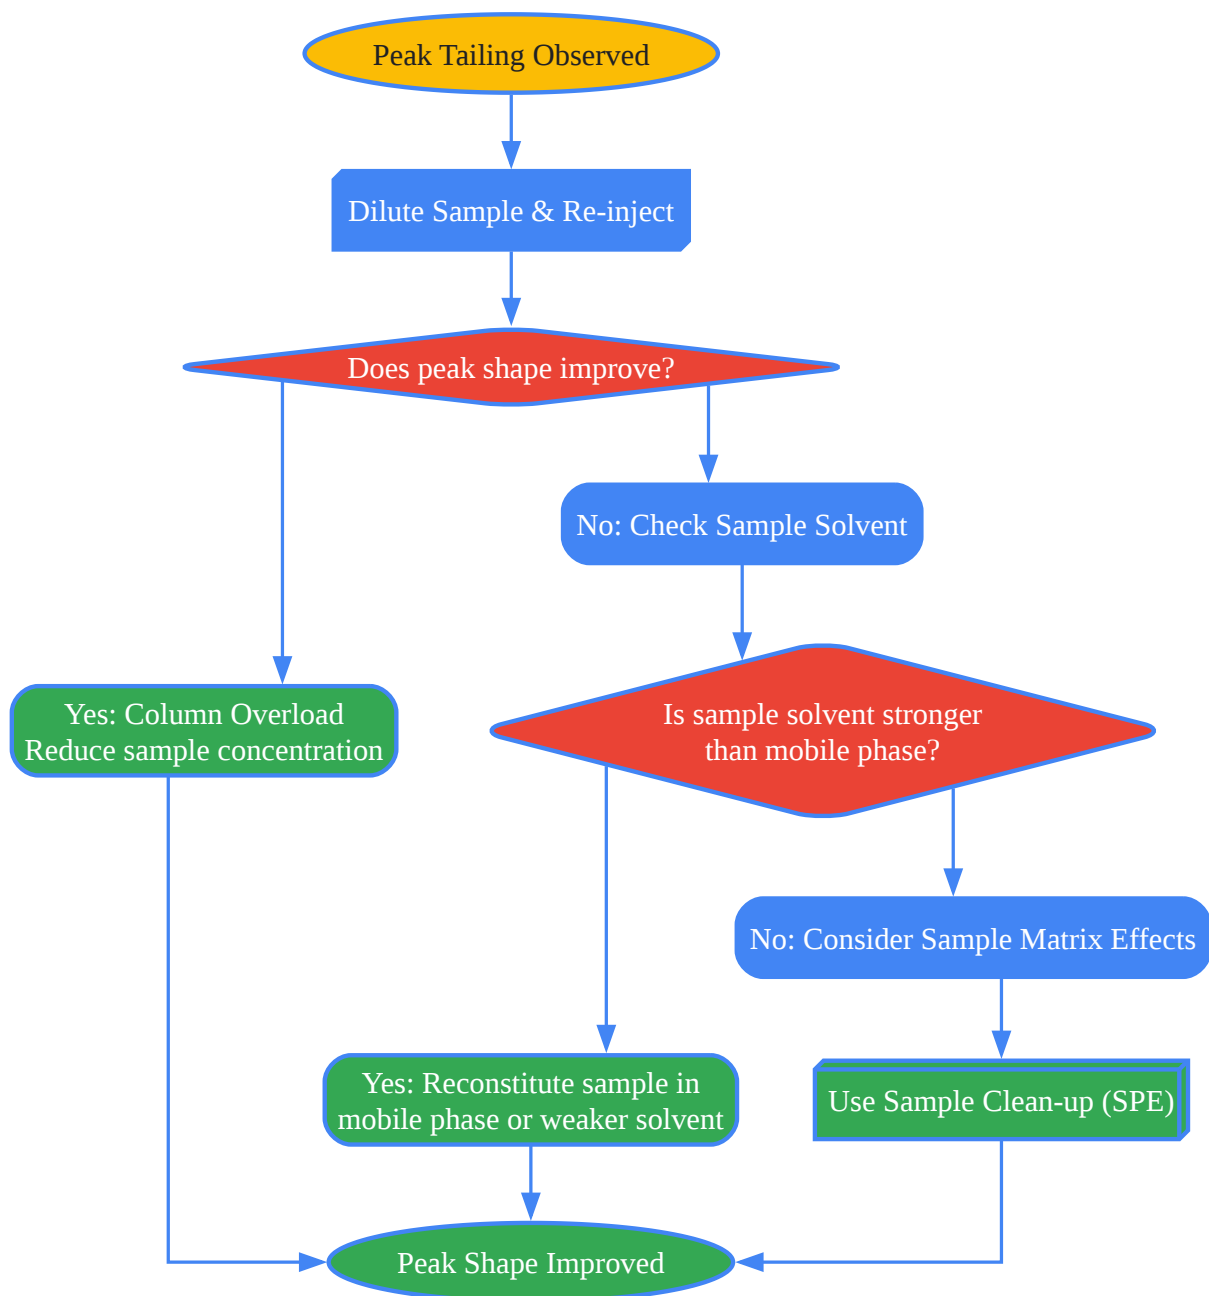 Peak Tailing Observed
Dilute Sample & Re-inject
Does peak shape improve?
No: Check Sample Solvent
Yes: Column Overload
Reduce sample concentration
Is sample solvent stronger
than mobile phase?
No: Consider Sample Matrix Effects
Yes: Reconstitute sample in
mobile phase or weaker solvent
Use Sample Clean-up (SPE)
Peak Shape Improved